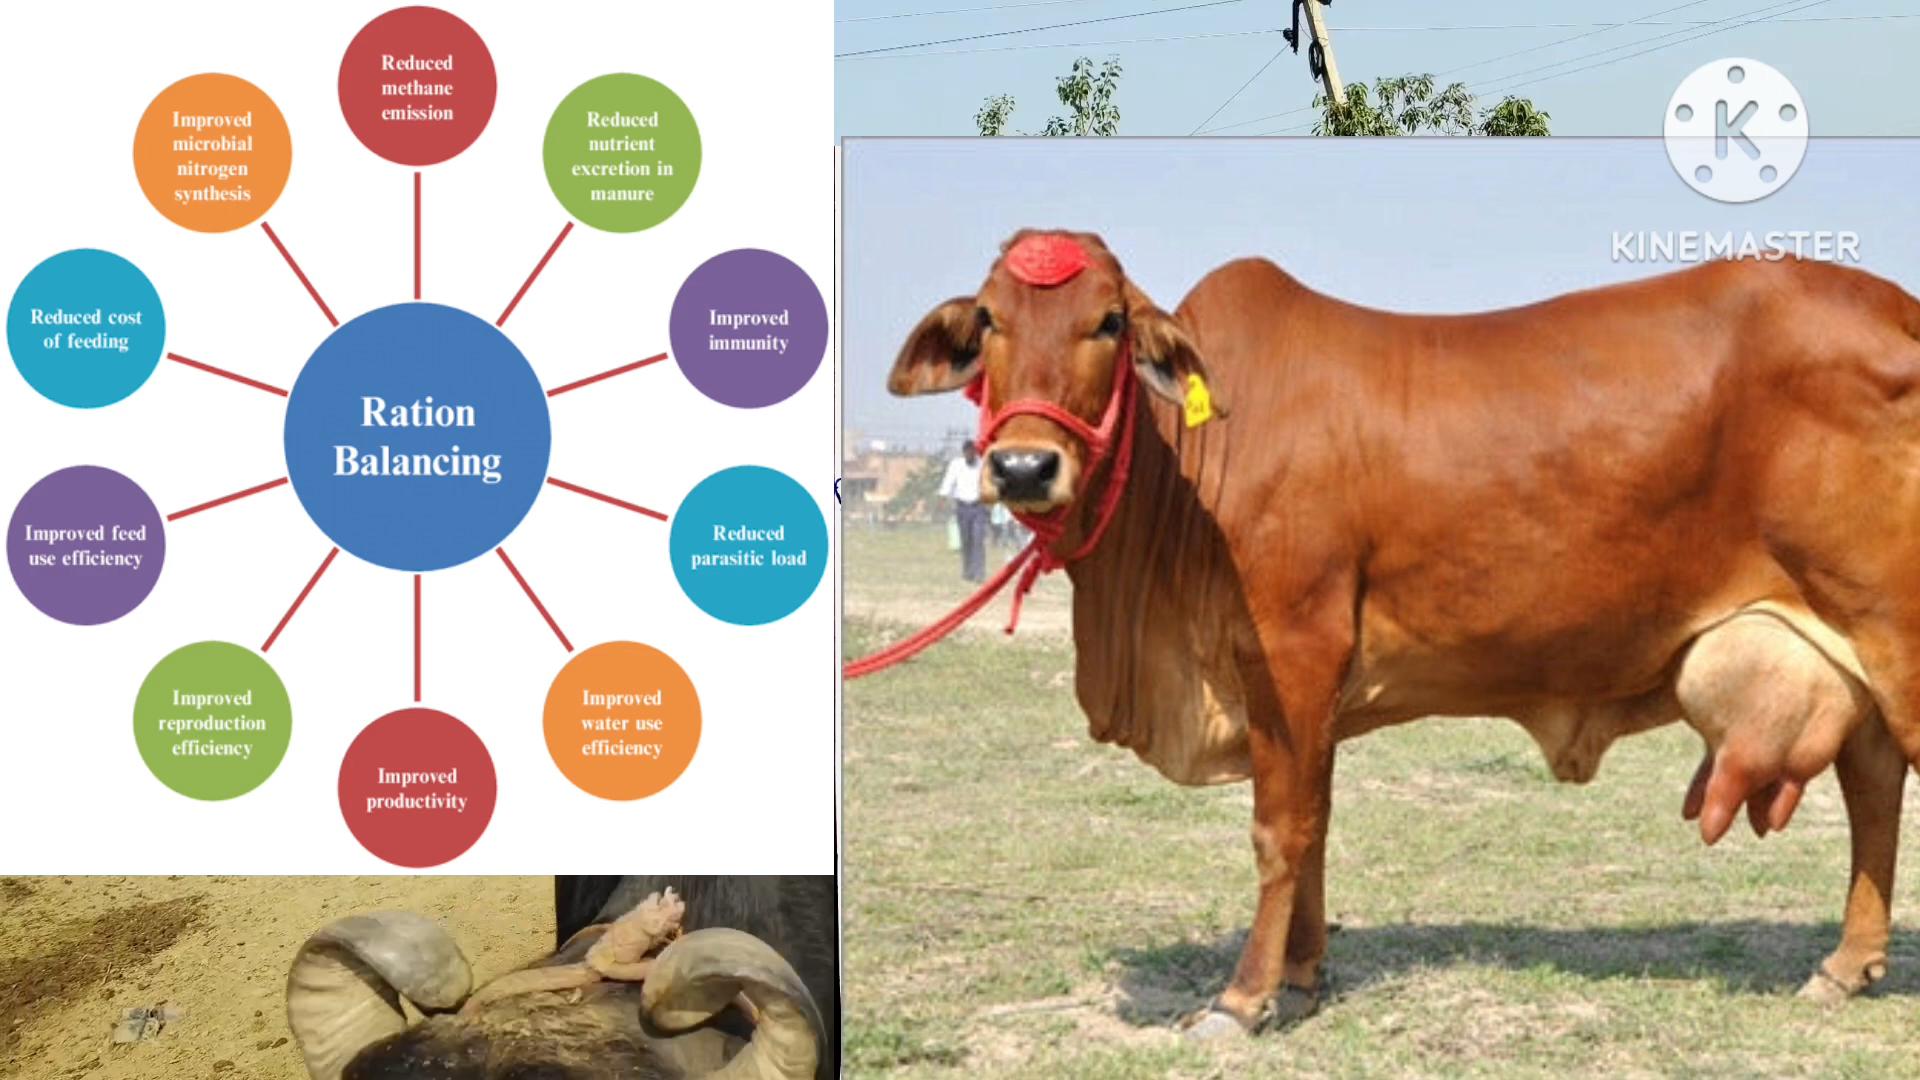 Reduced
methane
emission
Reduced
nutrient
excretion in
manure
Improved
immunity
Reduced
parasitic load
Improved
water use
efficiency
Improved
productivity
Improved
reproduction
efficiency
Improved feed
use efficiency
Reduced cost
of feeding
Improved
microbial
nitrogen
synthesis
Ration
Balancing
K
KINEMASTER